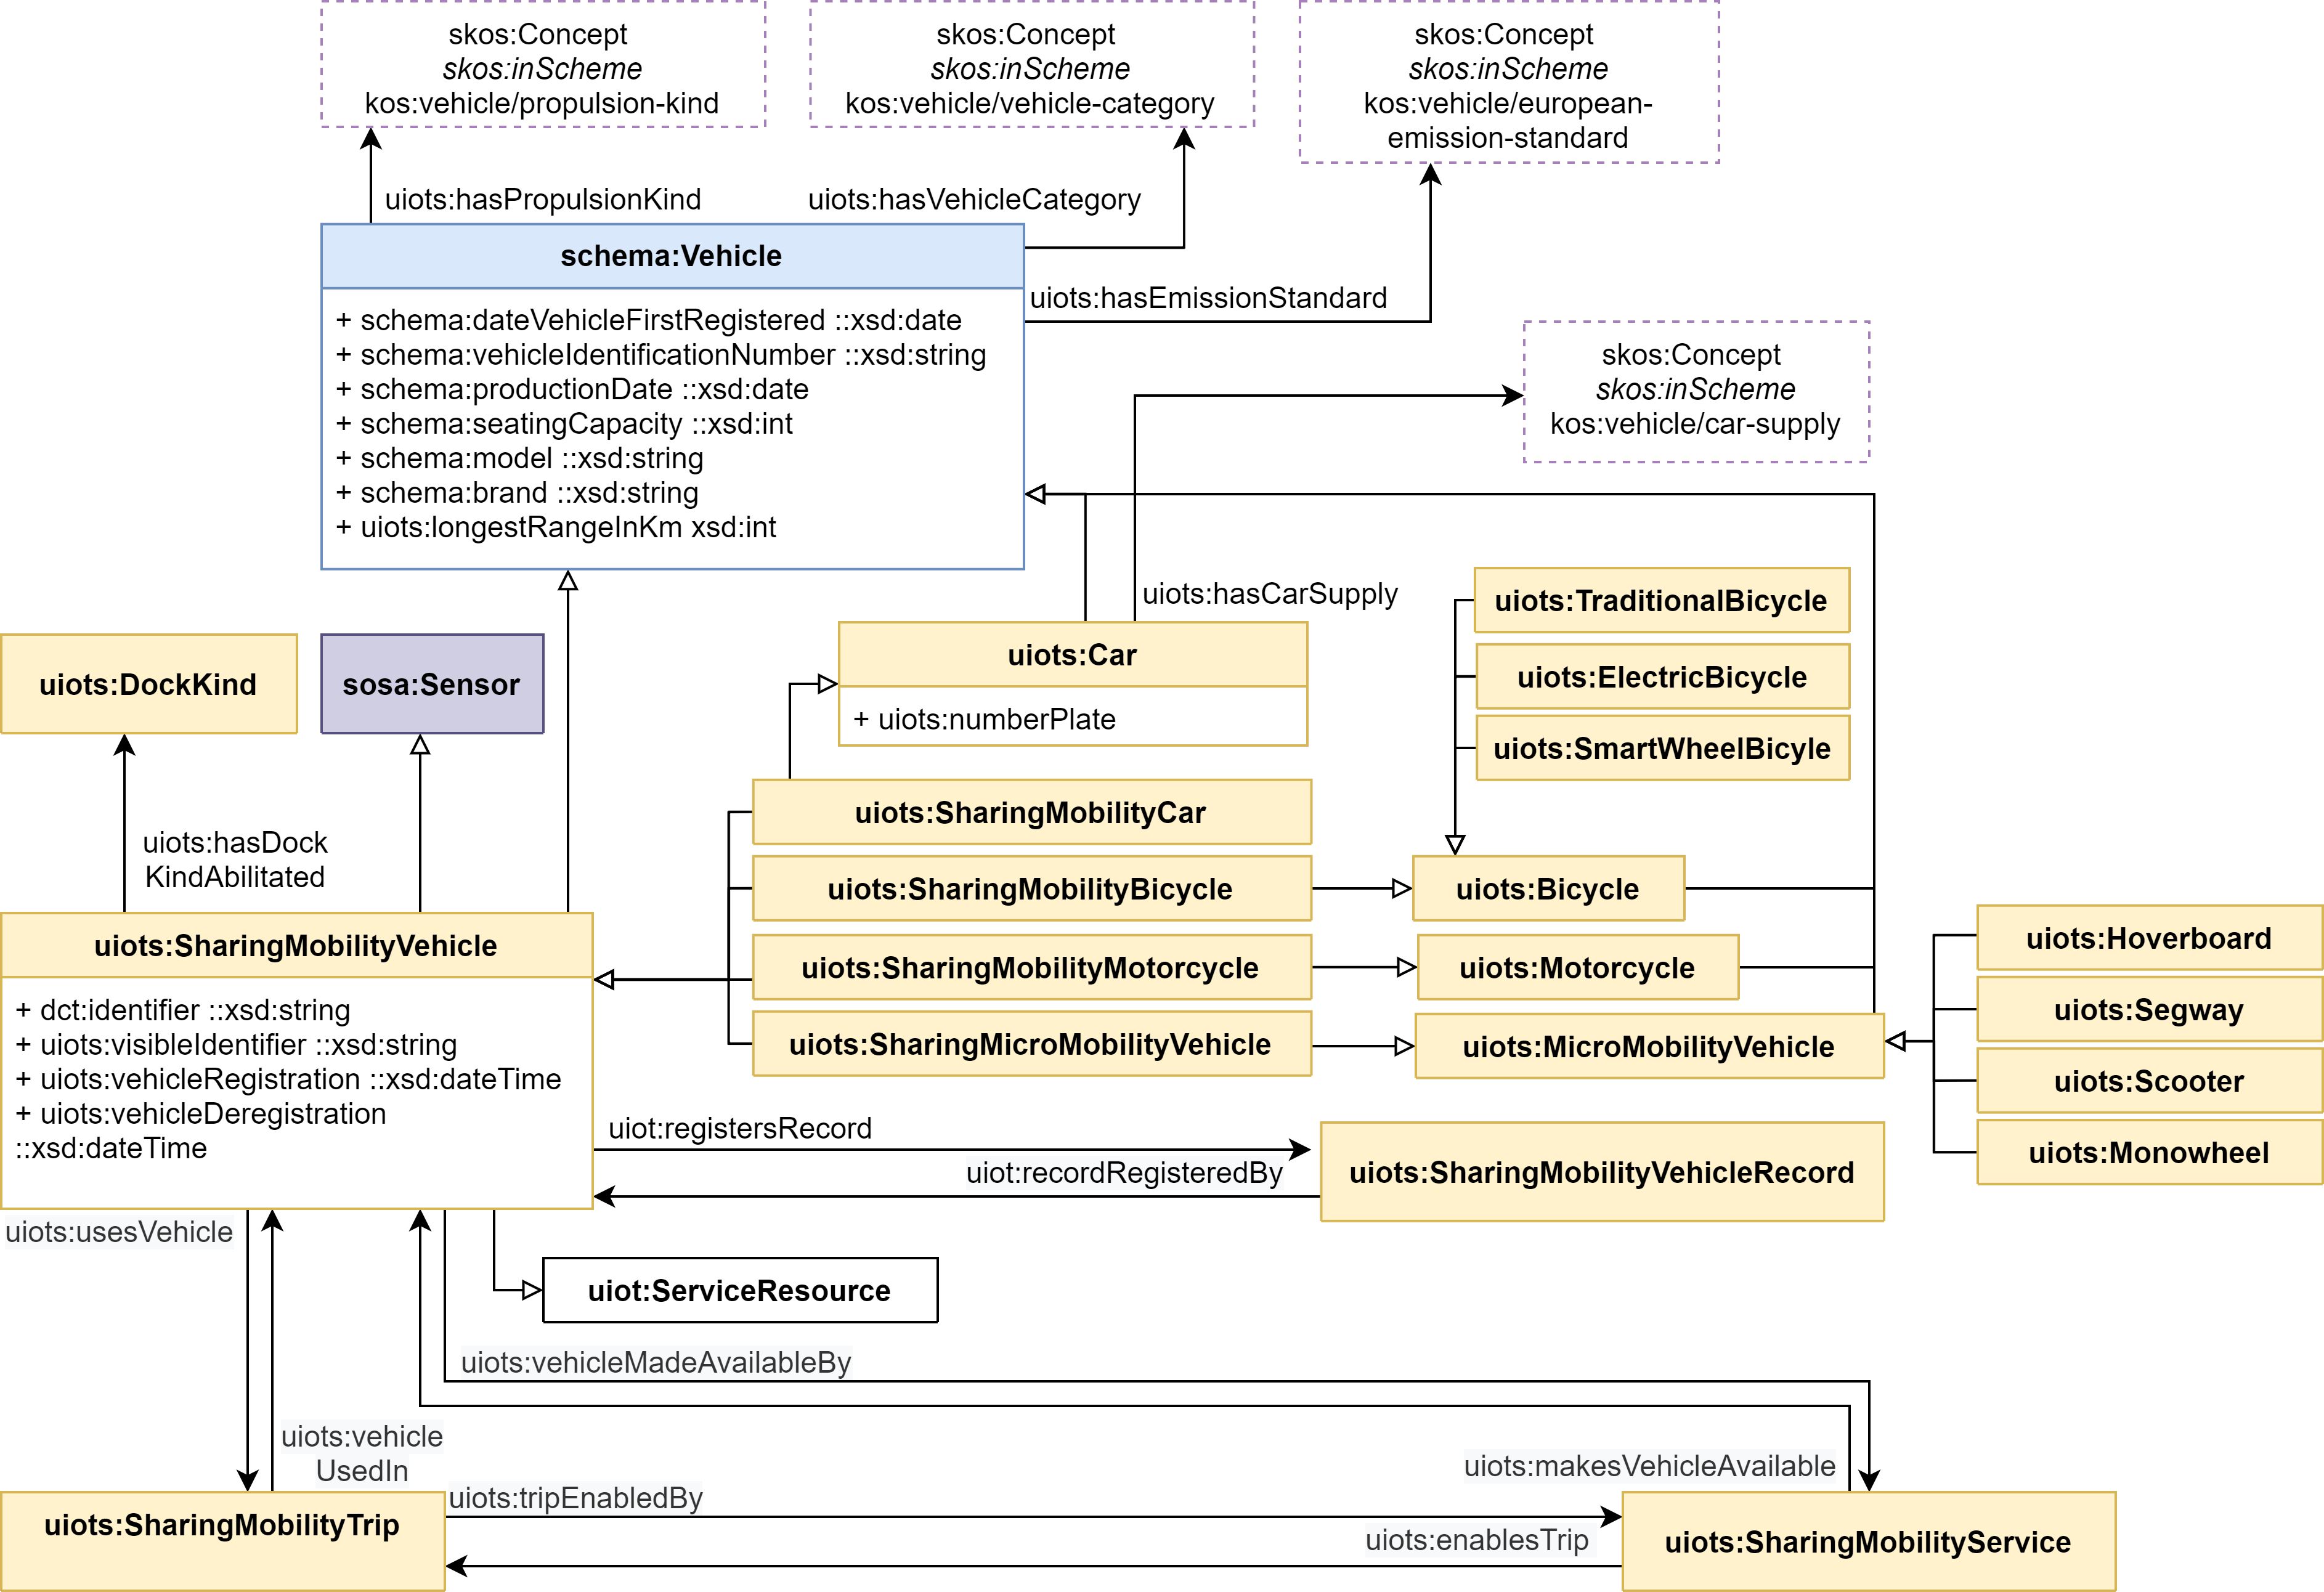 skos:Concept
skos:inScheme
kos:vehicle/propulsion-kind
skos:Concept
skos:inScheme
kos:vehicle/vehicle-category
skos:Concept
skos:inScheme
kos:vehicle/european-
emission-standard
uiots:hasPropulsionKind
uiots:hasVehicleCategory
schema:Vehicle
uiots:hasEmissionStandard
+ schema:dateVehicleFirstRegistered ::xsd:date
+ schema:vehicleIdentificationNumber ::xsd:string
+ schema:productionDate ::xsd:date
+ schema:seatingCapacity ::xsd:int
+ schema:model ::xsd:string
+ schema:brand ::xsd:string
+ uiots:longestRangeInKm xsd:int
skos:Concept
skos:inScheme
kos:vehicle/car-supply
uiots:hasCarSupply
uiots:TraditionalBicycle
uiots:ElectricBicycle
uiots:SmartWheelBicyle
uiots:DockKind
sosa:Sensor
uiots:Car
+ uiots:numberPlate
uiots:hasDock
KindAbilitated
uiots:SharingMobilityCar
uiots:SharingMobilityBicycle
uiots:Bicycle
uiots:SharingMobilityMotorcycle
uiots:Motorcycle
uiots:SharingMicroMobilityVehicle
uiots:MicroMobilityVehicle
uiots:Hoverboard
uiots:Segway
uiots:Scooter
uiots:Monowheel
uiots:SharingMobilityVehicle
+ dct:identifier ::xsd:string
+ uiots:visibleIdentifier ::xsd:string
+ uiots:vehicleRegistration ::xsd:dateTime
+ uiots:vehicleDeregistration
::xsd:dateTime
uiot:registersRecord
uiot:recordRegisteredBy
uiots:SharingMobilityVehicleRecord
uiots:usesVehicle
uiot:ServiceResource
uiots:vehicleMadeAvailableBy
uiots:vehicle
UsedIn
uiots:makesVehicleAvailable
uiots:tripEnabledBy
uiots:enablesTrip
uiots:SharingMobilityTrip
uiots:SharingMobilityService